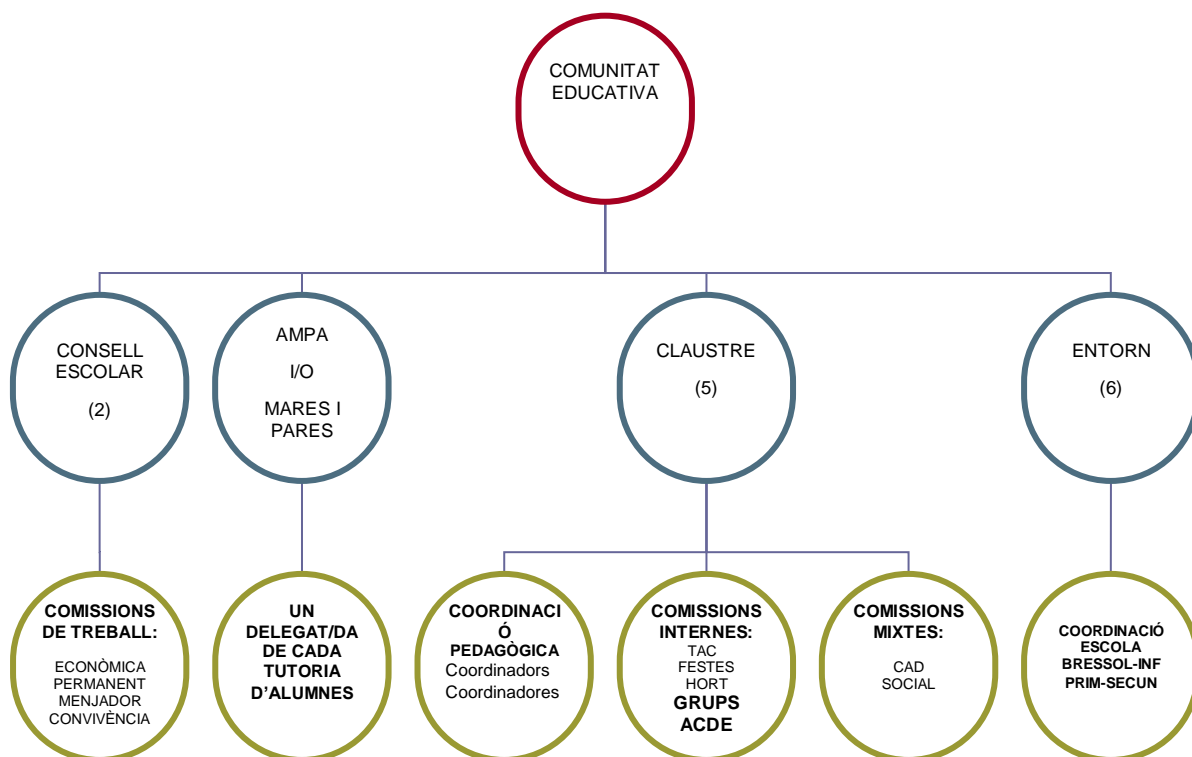 COMUNITAT
EDUCATIVA
CONSELL
ESCOLAR
(2)
AMPA
I/O
MARES I
PARES
CLAUSTRE
(5)
ENTORN
(6)
COMISSIONS
DE TREBALL:
ECONÒMICA
PERMANENT
MENJADOR
CONVIVÈNCIA
UN
DELEGAT/DA
DE CADA
TUTORIA
D'ALUMNES
COORDINACI
Ó
PEDAGÒGICA
Coordinadors
Coordinadores
COMISSIONS
INTERNES:
TAC
FESTES
HORT
GRUPS
ACDE
COMISSIONS
MIXTES:
CAD
SOCIAL
COORDINACIÓ
ESCOLA
BRESSOL-INF
PRIM-SECUN